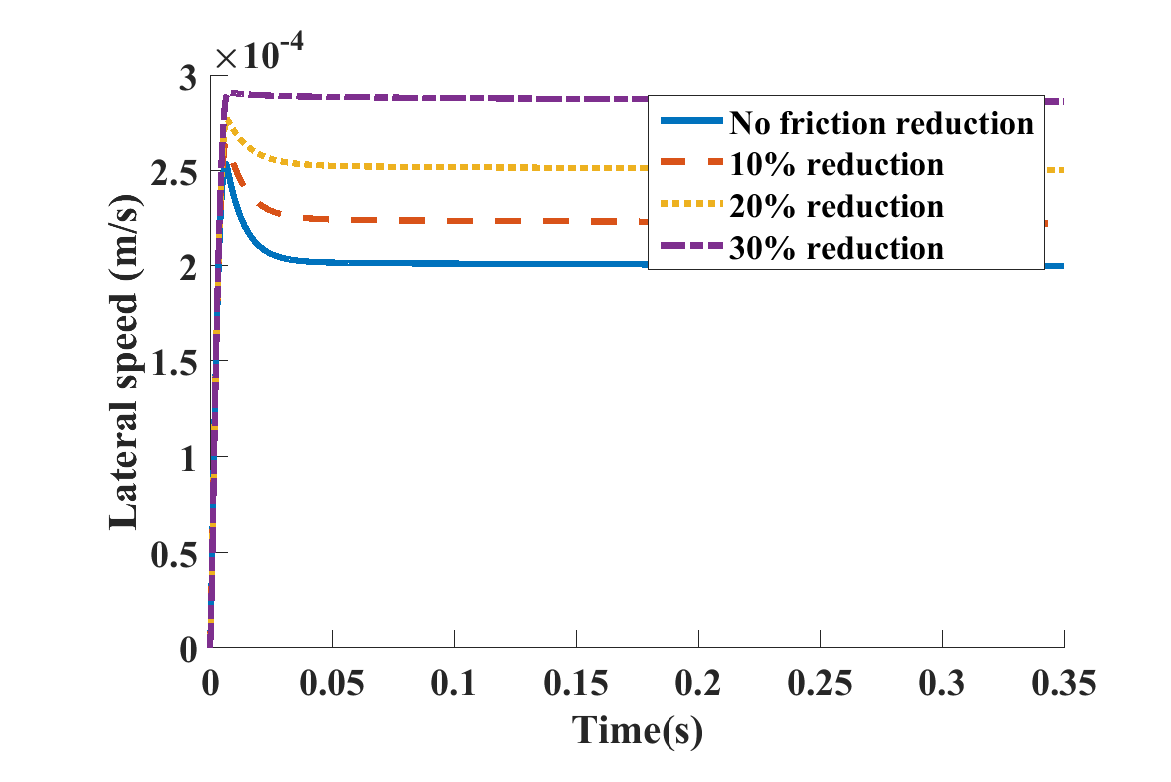 ×10-4
3
2.5
2
1.5
1
0.5
0
Lateral speed (m/s)
No friction reduction
10% reduction
20% reduction
30% reduction
0 0.05 0.1 0.15 0.2 0.25 0.3 0.35
Time(s)